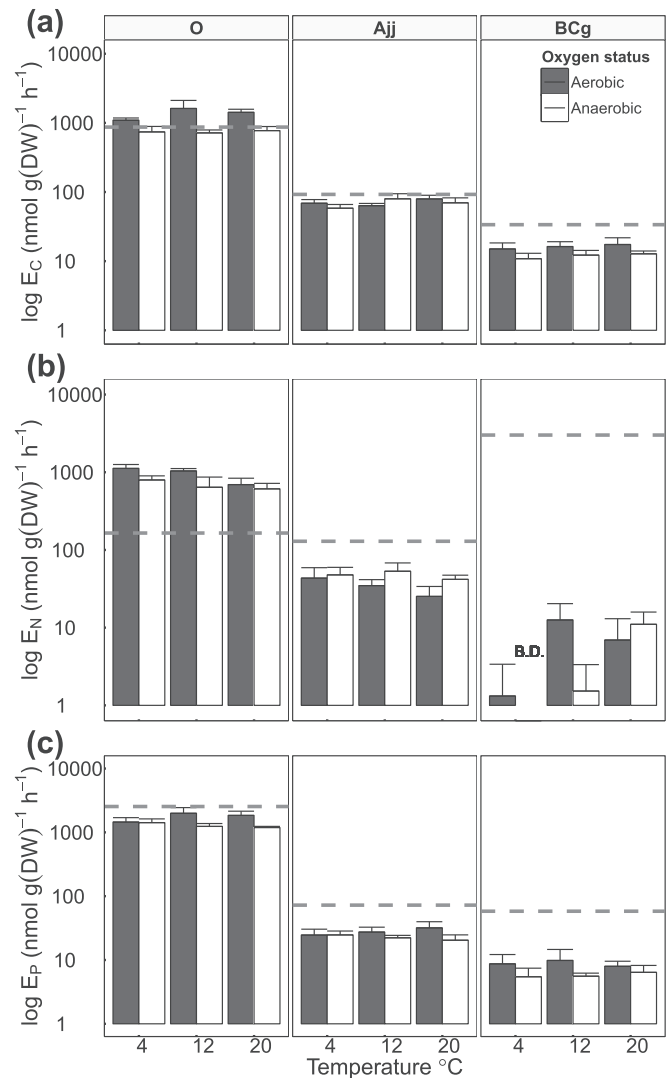 (a)
O
Ajj
BCg
Oxygen status
Aerobic
Anaerobic
log E_C (nmol g(DW)⁻¹ h⁻¹)
10000
1000
100
10
1
(b)
log E_N (nmol g(DW)⁻¹ h⁻¹)
10000
1000
100
10
1
B.D.
(c)
log E_P (nmol g(DW)⁻¹ h⁻¹)
10000
1000
100
10
1
4 12 20 4 12 20 4 12 20
Temperature °C